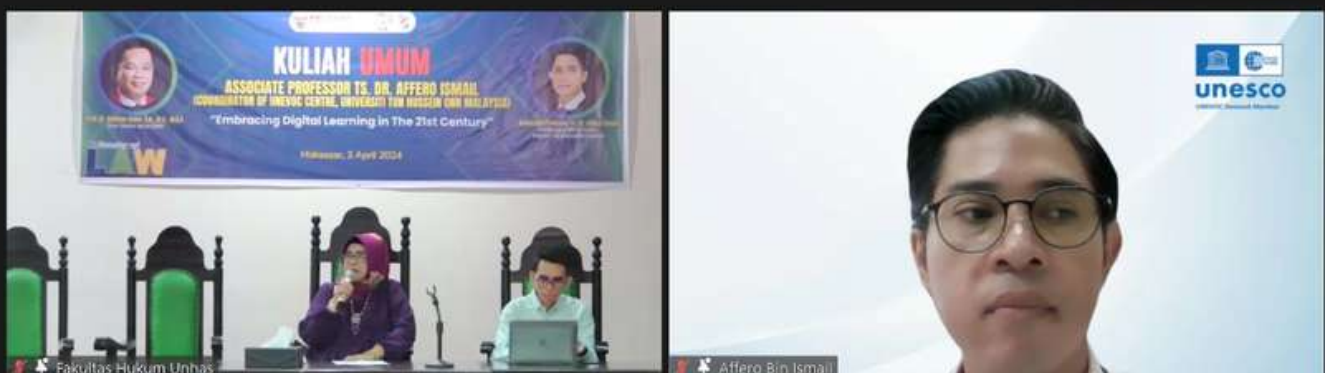 KULIAH UMUM
ASSOCIATE PROFESSOR TS. DR. AFFERO ISMAIL
(COORDINATOR OF UNEVOC CENTRE, UNIVERSITI TUN HUSSEIN ONN MALAYSIA)
"Embracing Digital Learning in The 21st Century"
Makassar, 3 April 2024
LAW
Fakultas Hukum Unhas
unesco
Affero Bin Ismail